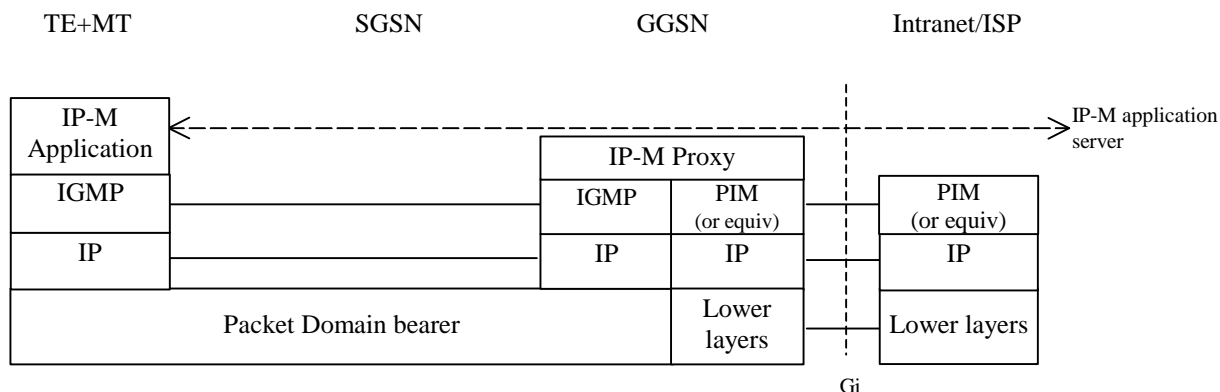 TE+MT SGSN GGSN Intranet/ISP
IP-M
Application
IP-M application
server
IP-M Proxy
IGMP IGMP PIM
(or equiv) PIM
(or equiv)
IP IP IP IP
Packet Domain bearer Lower
layers Lower layers
Gi